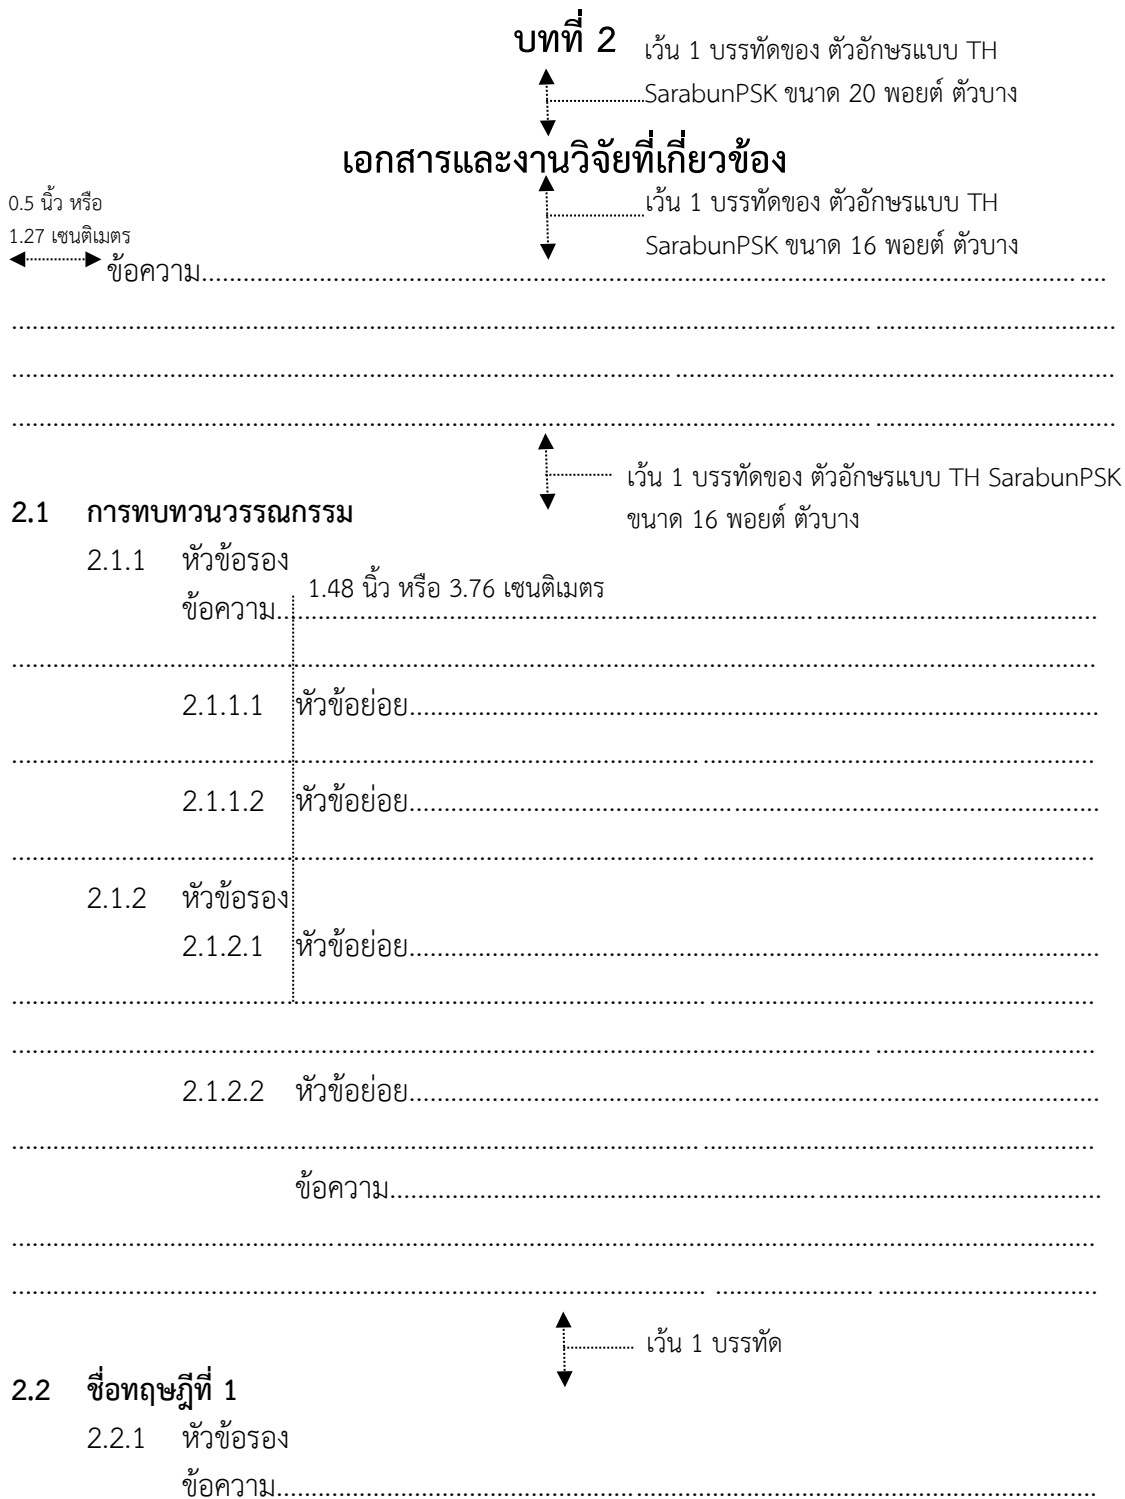 บทที่ 2
เว้น 1 บรรทัดของ ตัวอักษรแบบ TH
SarabunPSK ขนาด 20 พอยต์ ตัวบาง
เอกสารและงานวิจัยที่เกี่ยวข้อง
0.5 นิ้ว หรือ
1.27 เซนติเมตร
เว้น 1 บรรทัดของ ตัวอักษรแบบ TH
SarabunPSK ขนาด 16 พอยต์ ตัวบาง
ข้อความ....................................................................................................................................
................................................................................................................................................
................................................................................................................................................
................................................................................................................................................
เว้น 1 บรรทัดของ ตัวอักษรแบบ TH SarabunPSK
ขนาด 16 พอยต์ ตัวบาง
2.1 การทบทวนวรรณกรรม
2.1.1 หัวข้อรอง
1.48 นิ้ว หรือ 3.76 เซนติเมตร
ข้อความ........................................................................................................................
................................................................................................................................................
2.1.1.1 หัวข้อย่อย....................................................................................................
................................................................................................................................................
2.1.1.2 หัวข้อย่อย....................................................................................................
................................................................................................................................................
2.1.2 หัวข้อรอง
2.1.2.1 หัวข้อย่อย....................................................................................................
................................................................................................................................................
................................................................................................................................................
2.1.2.2 หัวข้อย่อย....................................................................................................
................................................................................................................................................
ข้อความ.......................................................................................................
................................................................................................................................................
................................................................................................................................................
เว้น 1 บรรทัด
2.2 ชื่อทฤษฎีที่ 1
2.2.1 หัวข้อรอง
ข้อความ........................................................................................................................